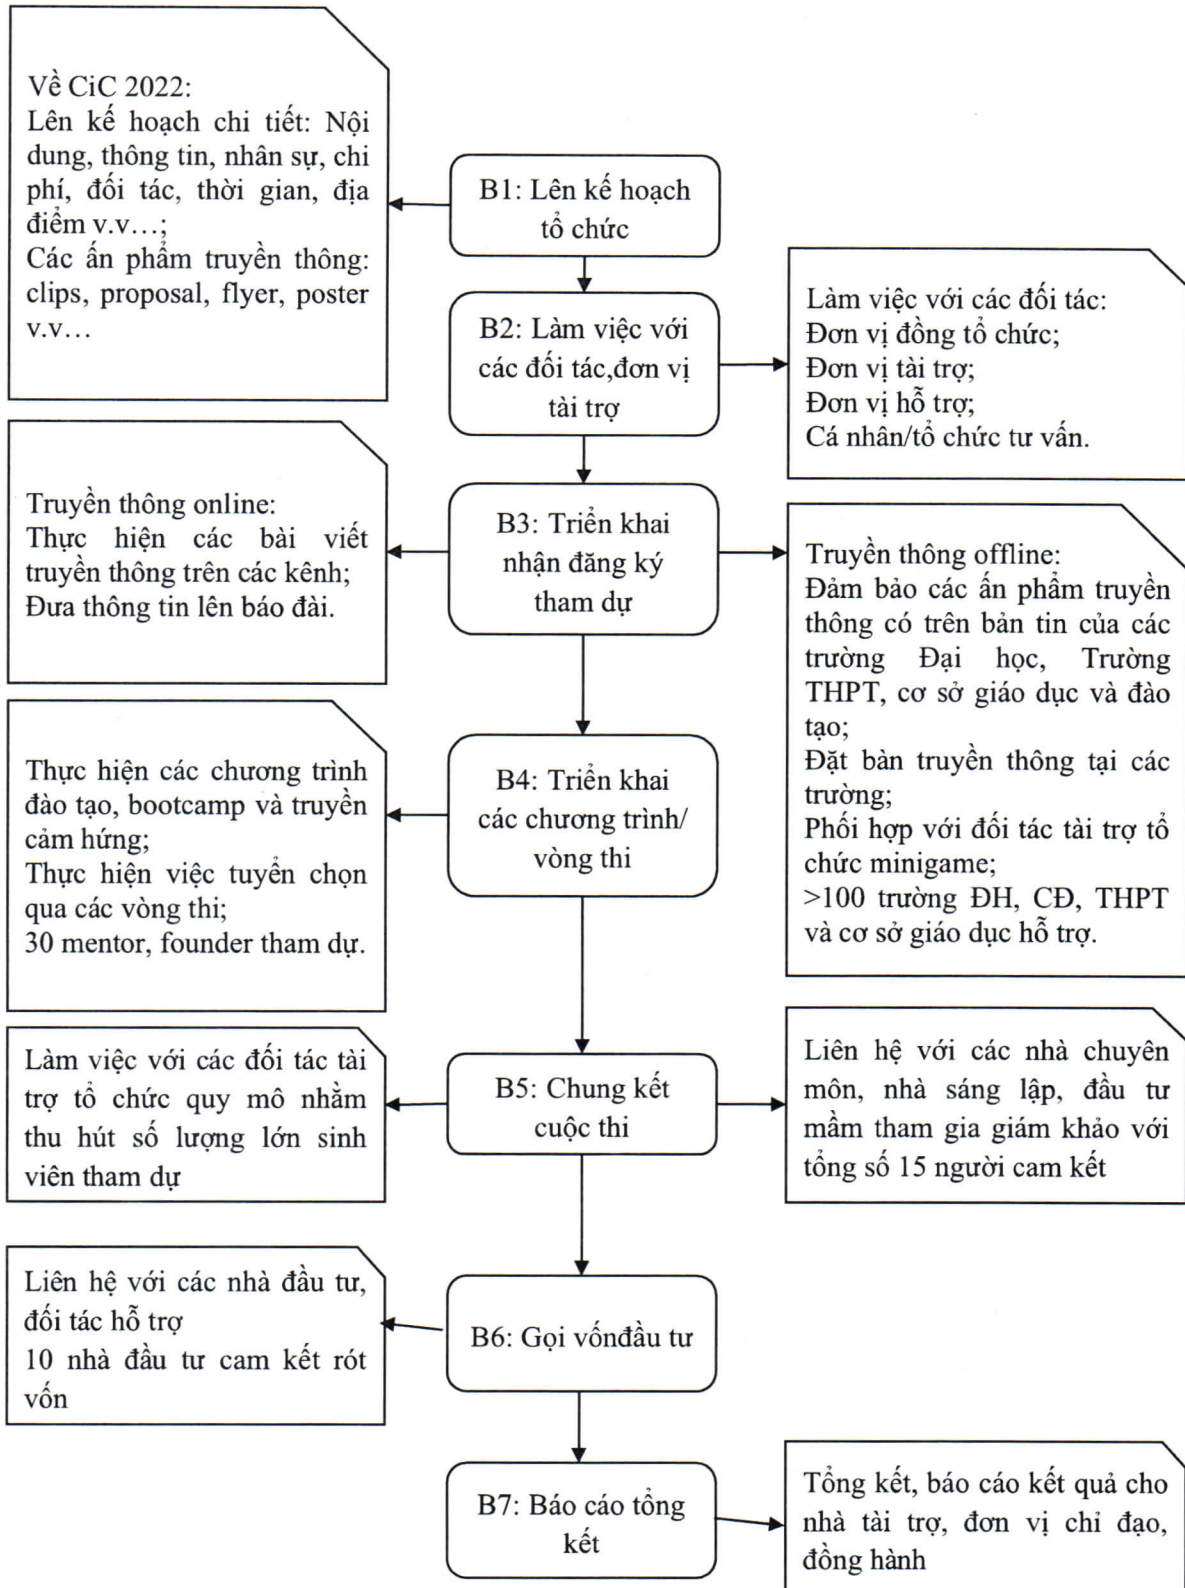 Về CiC 2022:
Lên kế hoạch chi tiết: Nội
dung, thông tin, nhân sự, chi
phí, đối tác, thời gian, địa
điểm v.v…;
Các ấn phẩm truyền thông:
clips, proposal, flyer, poster
v.v…
B1: Lên kế hoạch
tổ chức
B2: Làm việc với
các đối tác,đơn vị
tài trợ
Làm việc với các đối tác:
Đơn vị đồng tổ chức;
Đơn vị tài trợ;
Đơn vị hỗ trợ;
Cá nhân/tổ chức tư vấn.
Truyền thông online:
Thực hiện các bài viết
truyền thông trên các kênh;
Đưa thông tin lên báo đài.
B3: Triển khai
nhận đăng ký
tham dự
Truyền thông offline:
Đảm bảo các ấn phẩm truyền
thông có trên bản tin của các
trường Đại học, Trường
THPT, cơ sở giáo dục và đào
tạo;
Đặt bàn truyền thông tại các
trường;
Phối hợp với đối tác tài trợ tổ
chức minigame;
>100 trường ĐH, CĐ, THPT
và cơ sở giáo dục hỗ trợ.
Thực hiện các chương trình
đào tạo, bootcamp và truyền
cảm hứng;
Thực hiện việc tuyển chọn
qua các vòng thi;
30 mentor, founder tham dự.
B4: Triển khai
các chương trình/
vòng thi
Làm việc với các đối tác tài
trợ tổ chức quy mô nhằm
thu hút số lượng lớn sinh
viên tham dự
B5: Chung kết
cuộc thi
Liên hệ với các nhà chuyên
môn, nhà sáng lập, đầu tư
mầm tham gia giám khảo với
tổng số 15 người cam kết
Liên hệ với các nhà đầu tư,
đối tác hỗ trợ
10 nhà đầu tư cam kết rót
vốn
B6: Gọi vốnđầu tư
B7: Báo cáo tổng
kết
Tổng kết, báo cáo kết quả cho
nhà tài trợ, đơn vị chỉ đạo,
đồng hành